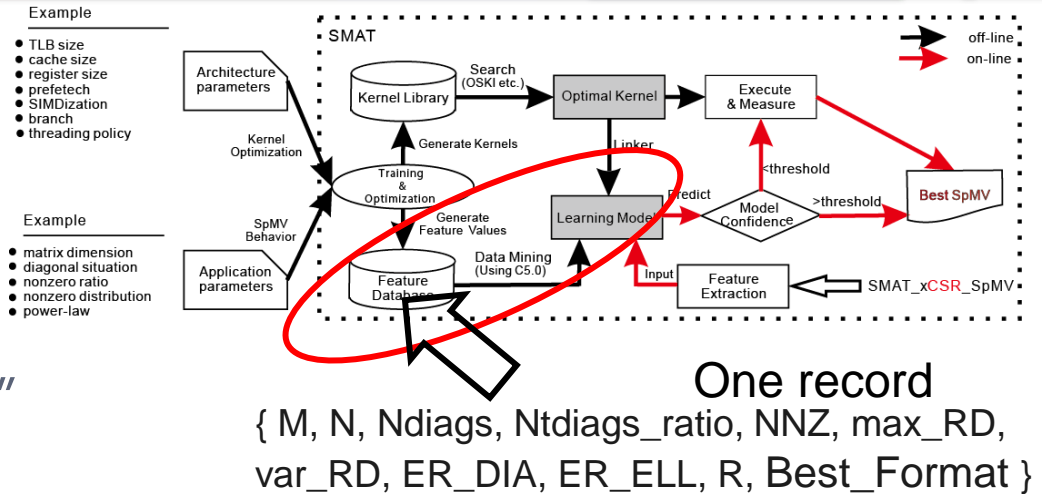 Example
● TLB size
● cache size
● register size
● prefetech
● SIMDization
● branch
● threading policy
Example
● matrix dimension
● diagonal situation
● nonzero ratio
● nonzero distribution
● power-law
Architecture
parameters
Kernel
Optimization
SpMV
Behavior
Application
parameters
SMAT
off-line
on-line
Kernel Library
Search
(OSKI etc.)
Optimal Kernel
Execute
& Measure
Generate Kernels
Linker
<threshold
Training
&
Optimization
Generate
Feature Values
Learning Model
Predict
Model
Confidence
>threshold
Best SpMV
Feature
Database
Data Mining
(Using C5.0)
Input
Feature
Extraction
SMAT_xCSR_SpMV
"
One record
{ M, N, Ndiags, Ntdiags_ratio, NNZ, max_RD,
var_RD, ER_DIA, ER_ELL, R, Best_Format }